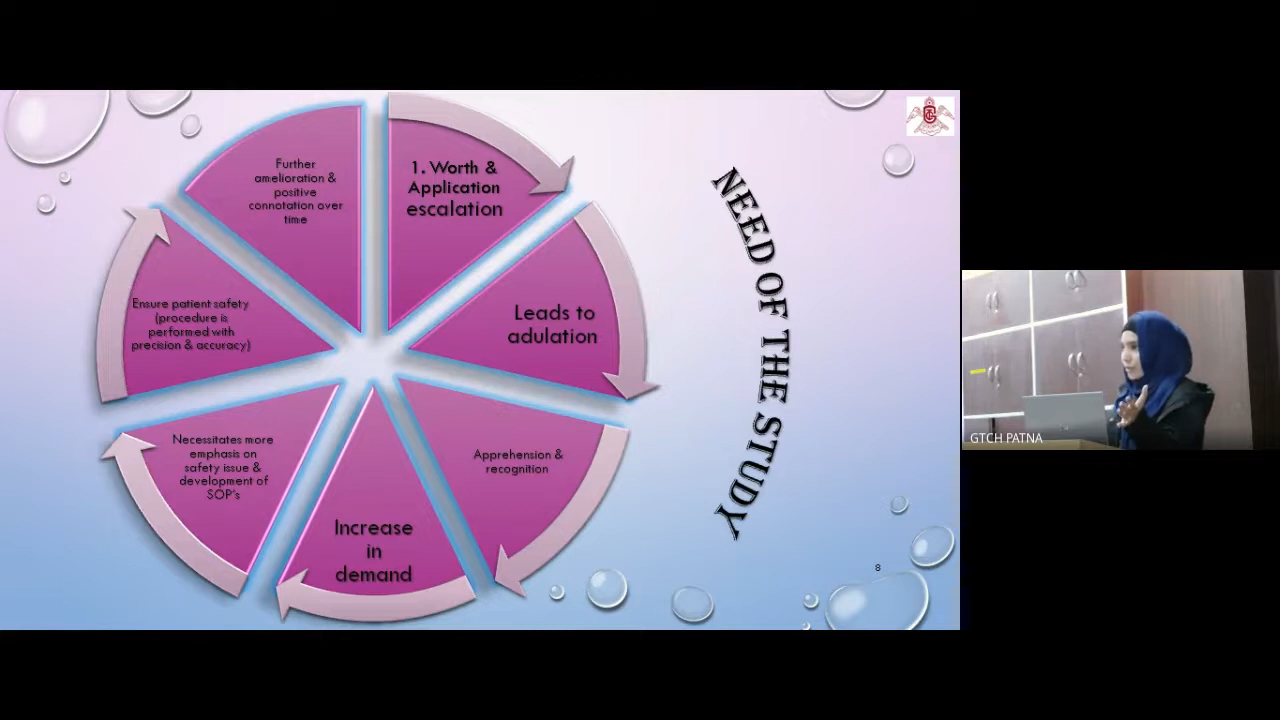 1. Worth &
Application
escalation
Leads to
adulation
Apprehension &
recognition
Increase
in
demand
Necessitates more
emphasis on
safety issue &
development of
SOP's
Ensure patient safety
(procedure is
performed with
precision & accuracy)
Further
amelioration &
positive
connotation over
time
NEED OF THE STUDY
8
GTCH PATNA